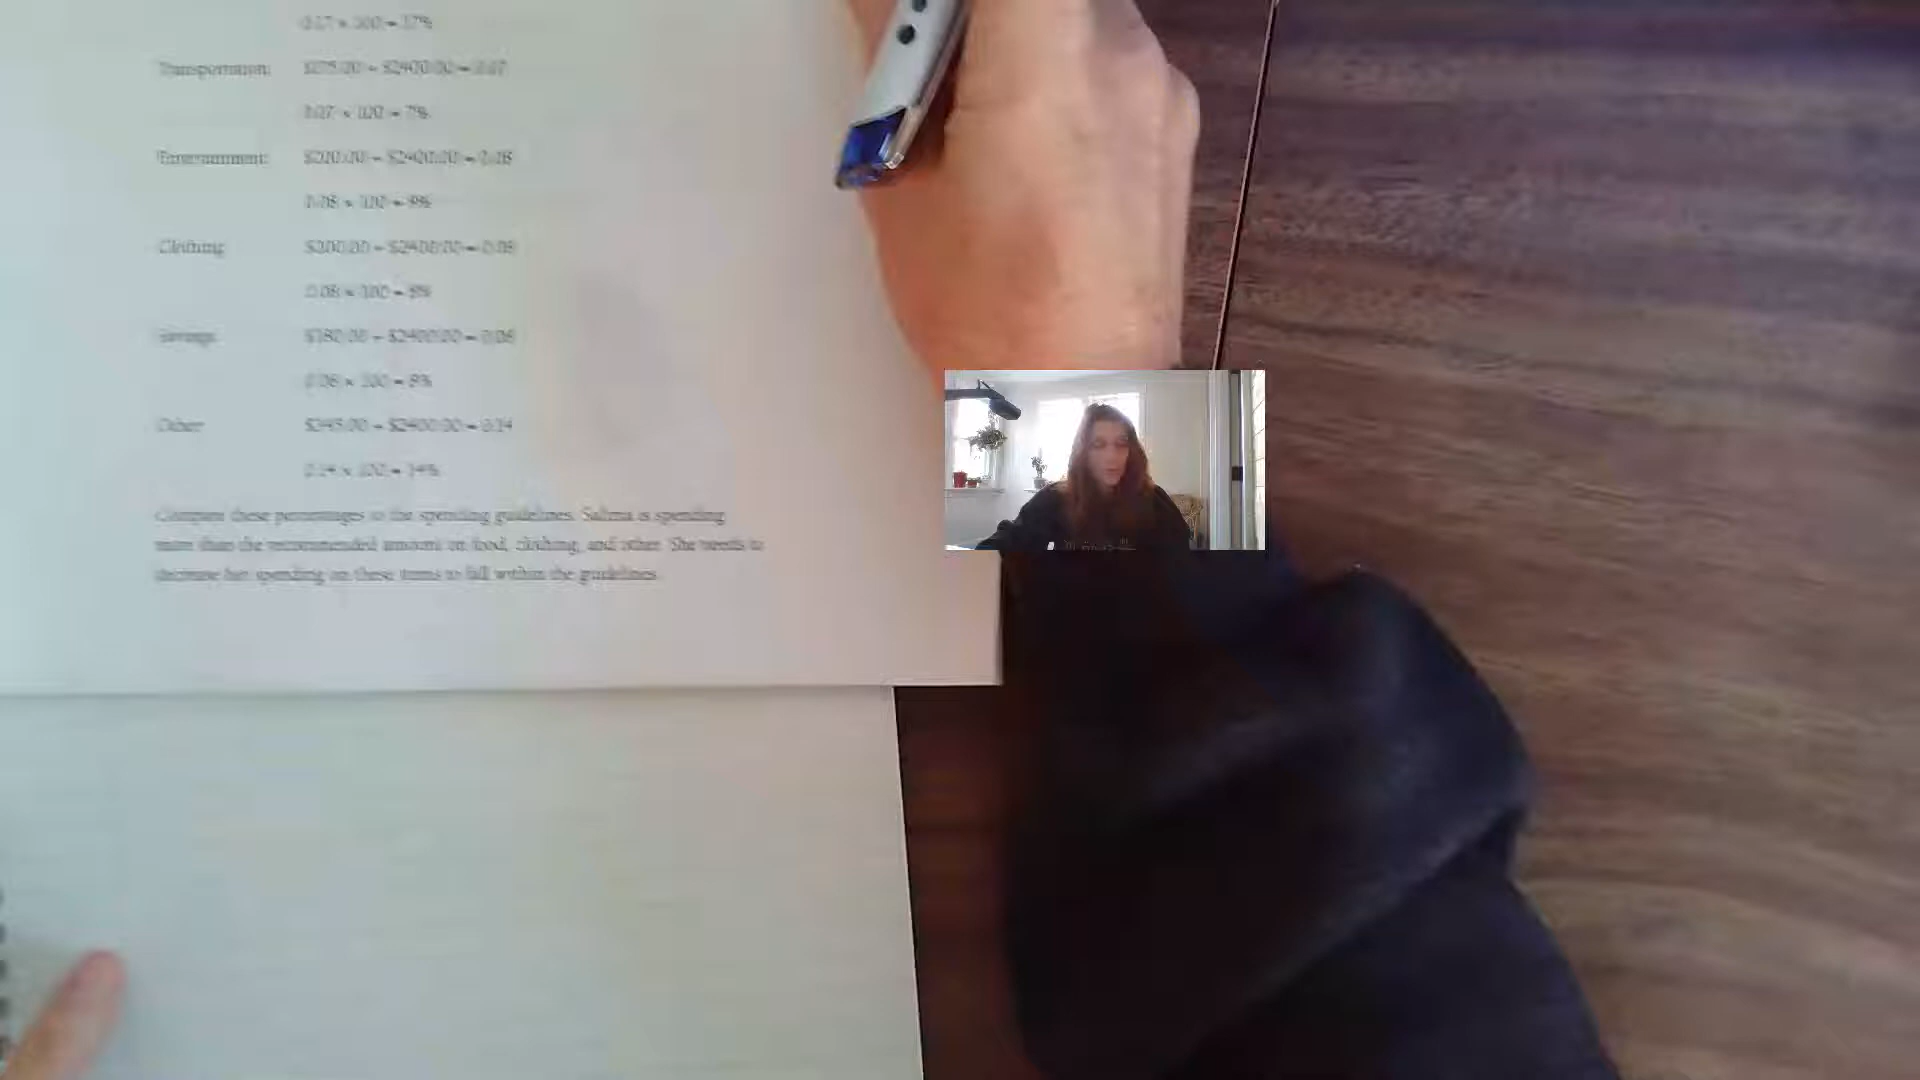 0.17 × 100 = 17%
Transportation: $175.00 ÷ $2400.00 = 0.07
0.07 × 100 = 7%
Entertainment: $200.00 ÷ $2400.00 = 0.08
0.08 × 100 = 8%
Clothing: $200.00 ÷ $2400.00 = 0.08
0.08 × 100 = 8%
Savings: $180.00 ÷ $2400.00 = 0.08
0.08 × 100 = 8%
Other: $345.00 ÷ $2400.00 = 0.14
0.14 × 100 = 14%
Compare these percentages to the spending guidelines. Salma is spending
more than the recommended amount on food, clothing, and other. She needs to
decrease her spending on these items to fall within the guidelines.